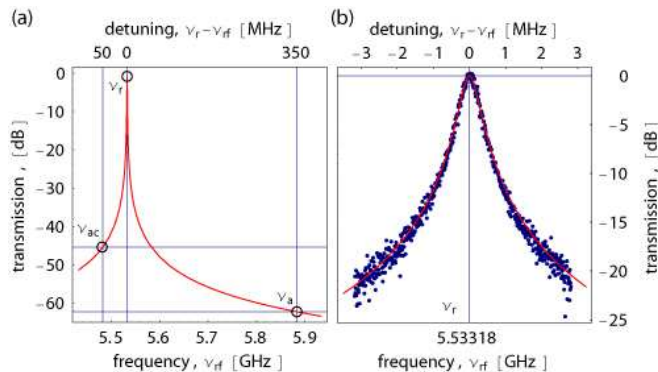 (a)
detuning, νr−νrf [MHz]
50 0 350
νr
νac
νa
transmission, [dB]
0
−10
−20
−30
−40
−50
−60
5.5 5.6 5.7 5.8 5.9
frequency, νrf [GHz]
(b)
detuning, νr−νrf [MHz]
−3 −2 −1 0 1 2 3
0
−5
−10
−15
−20
−25
transmission, [dB]
νr
5.53318
frequency, νrf [GHz]